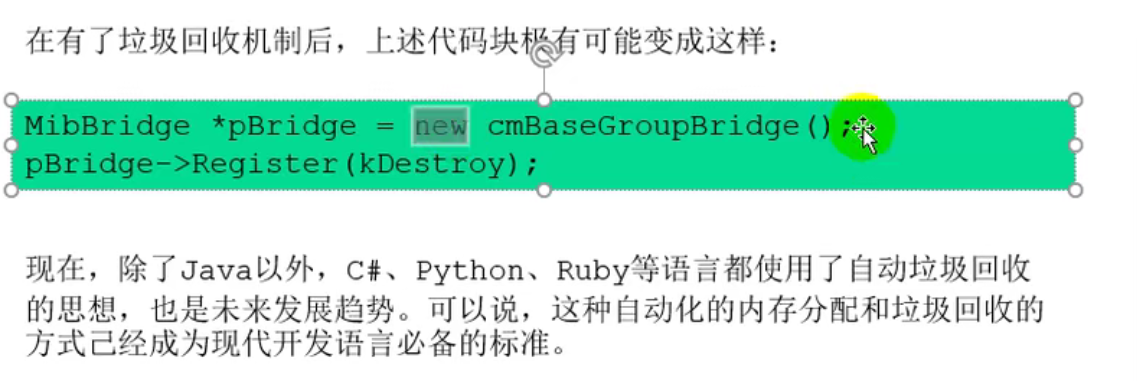 在有了垃圾回收机制后，上述代码块极有可能变成这样：
MibBridge *pBridge = new cmBaseGroupBridge();
pBridge->Register(kDestroy);
现在，除了Java以外，C#、Python、Ruby等语言都使用了自动垃圾回收
的思想，也是未来发展趋势。可以说，这种自动化的内存分配和垃圾回收的
方式己经成为现代开发语言必备的标准。